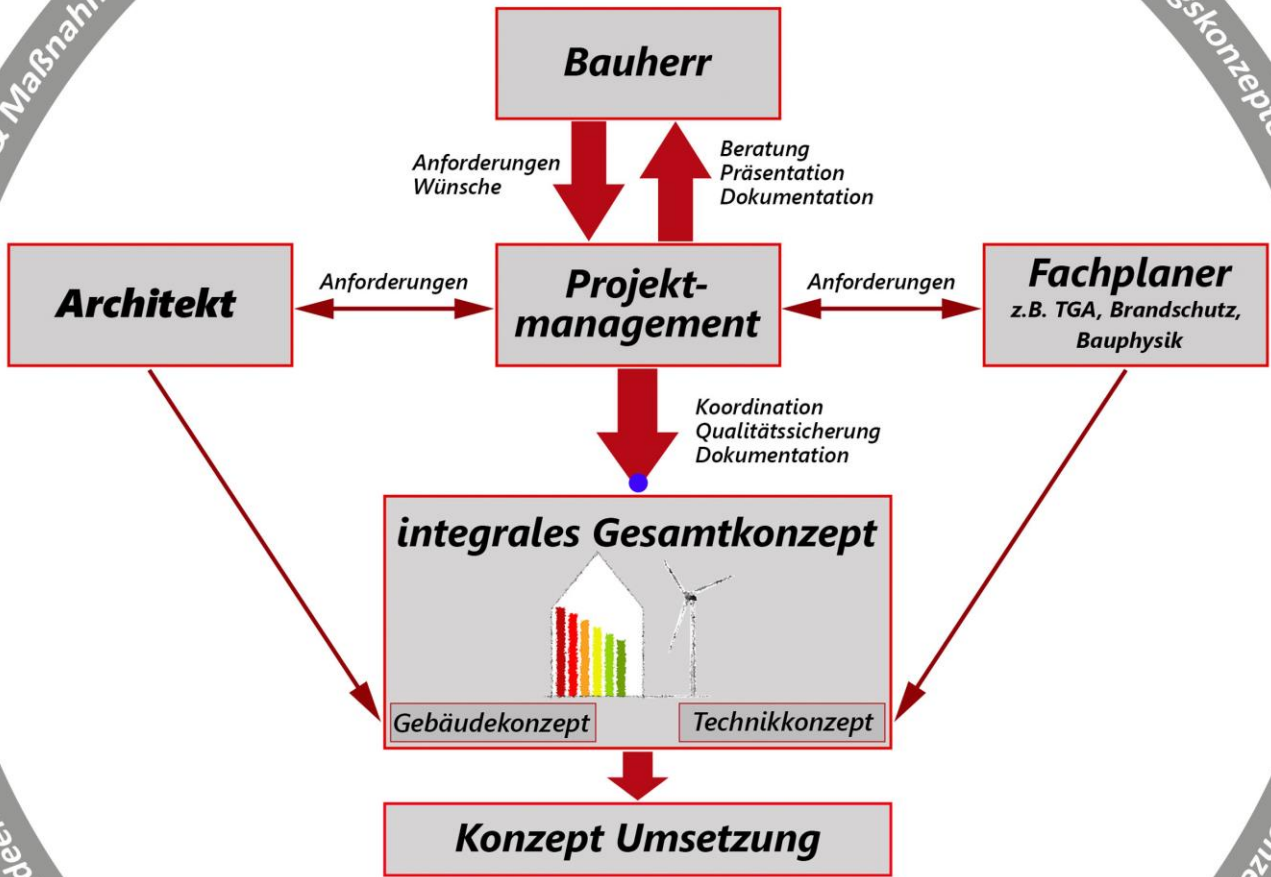 & Maßnahm
Bauherr
Anforderungen
Wünsche
Beratung
Präsentation
Dokumentation
Architekt
Anforderungen
Projekt-
management
Anforderungen
Fachplaner
z.B. TGA, Brandschutz,
Bauphysik
Koordination
Qualitätssicherung
Dokumentation
integrales Gesamtkonzept
Gebäudekonzept
Technikkonzept
Konzept Umsetzung